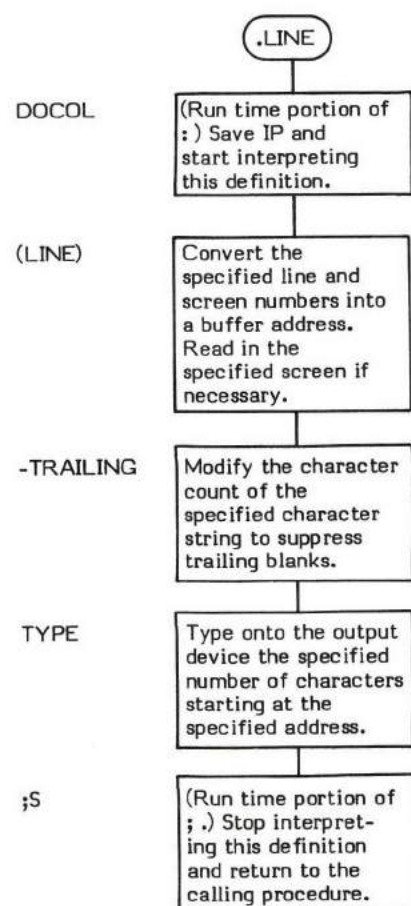 .LINE
DOCOL
(Run time portion of
: ) Save IP and
start interpreting
this definition.
(LINE)
Convert the
specified line and
screen numbers into
a buffer address.
Read in the
specified screen if
necessary.
-TRAILING
Modify the character
count of the
specified character
string to suppress
trailing blanks.
TYPE
Type onto the output
device the specified
number of characters
starting at the
specified address.
;S
(Run time portion of
; .) Stop interpret-
ing this definition
and return to the
calling procedure.